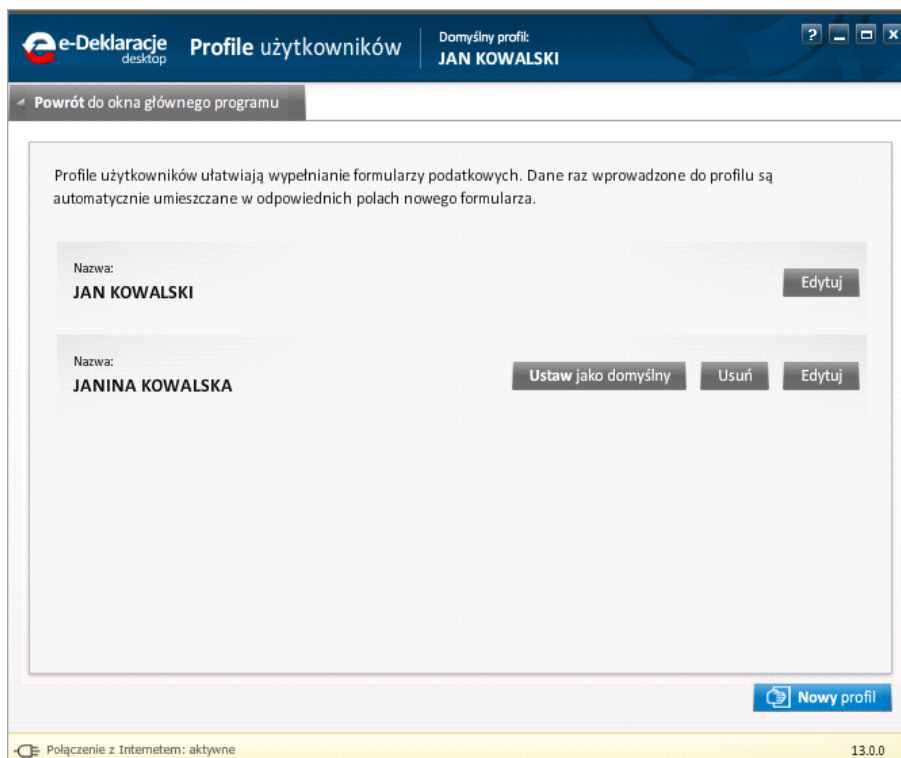 e-Deklaracje
desktop
Profile użytkowników
Domyślny profil:
JAN KOWALSKI
?
Powrót do okna głównego programu
Profile użytkowników ułatwiają wypełnianie formularzy podatkowych. Dane raz wprowadzone do profilu są
automatycznie umieszczane w odpowiednich polach nowego formularza.
Nazwa:
JAN KOWALSKI
Edytuj
Nazwa:
JANINA KOWALSKA
Ustaw jako domyślny
Usuń
Edytuj
Nowy profil
Połączenie z Internetem: aktywne
13.0.0